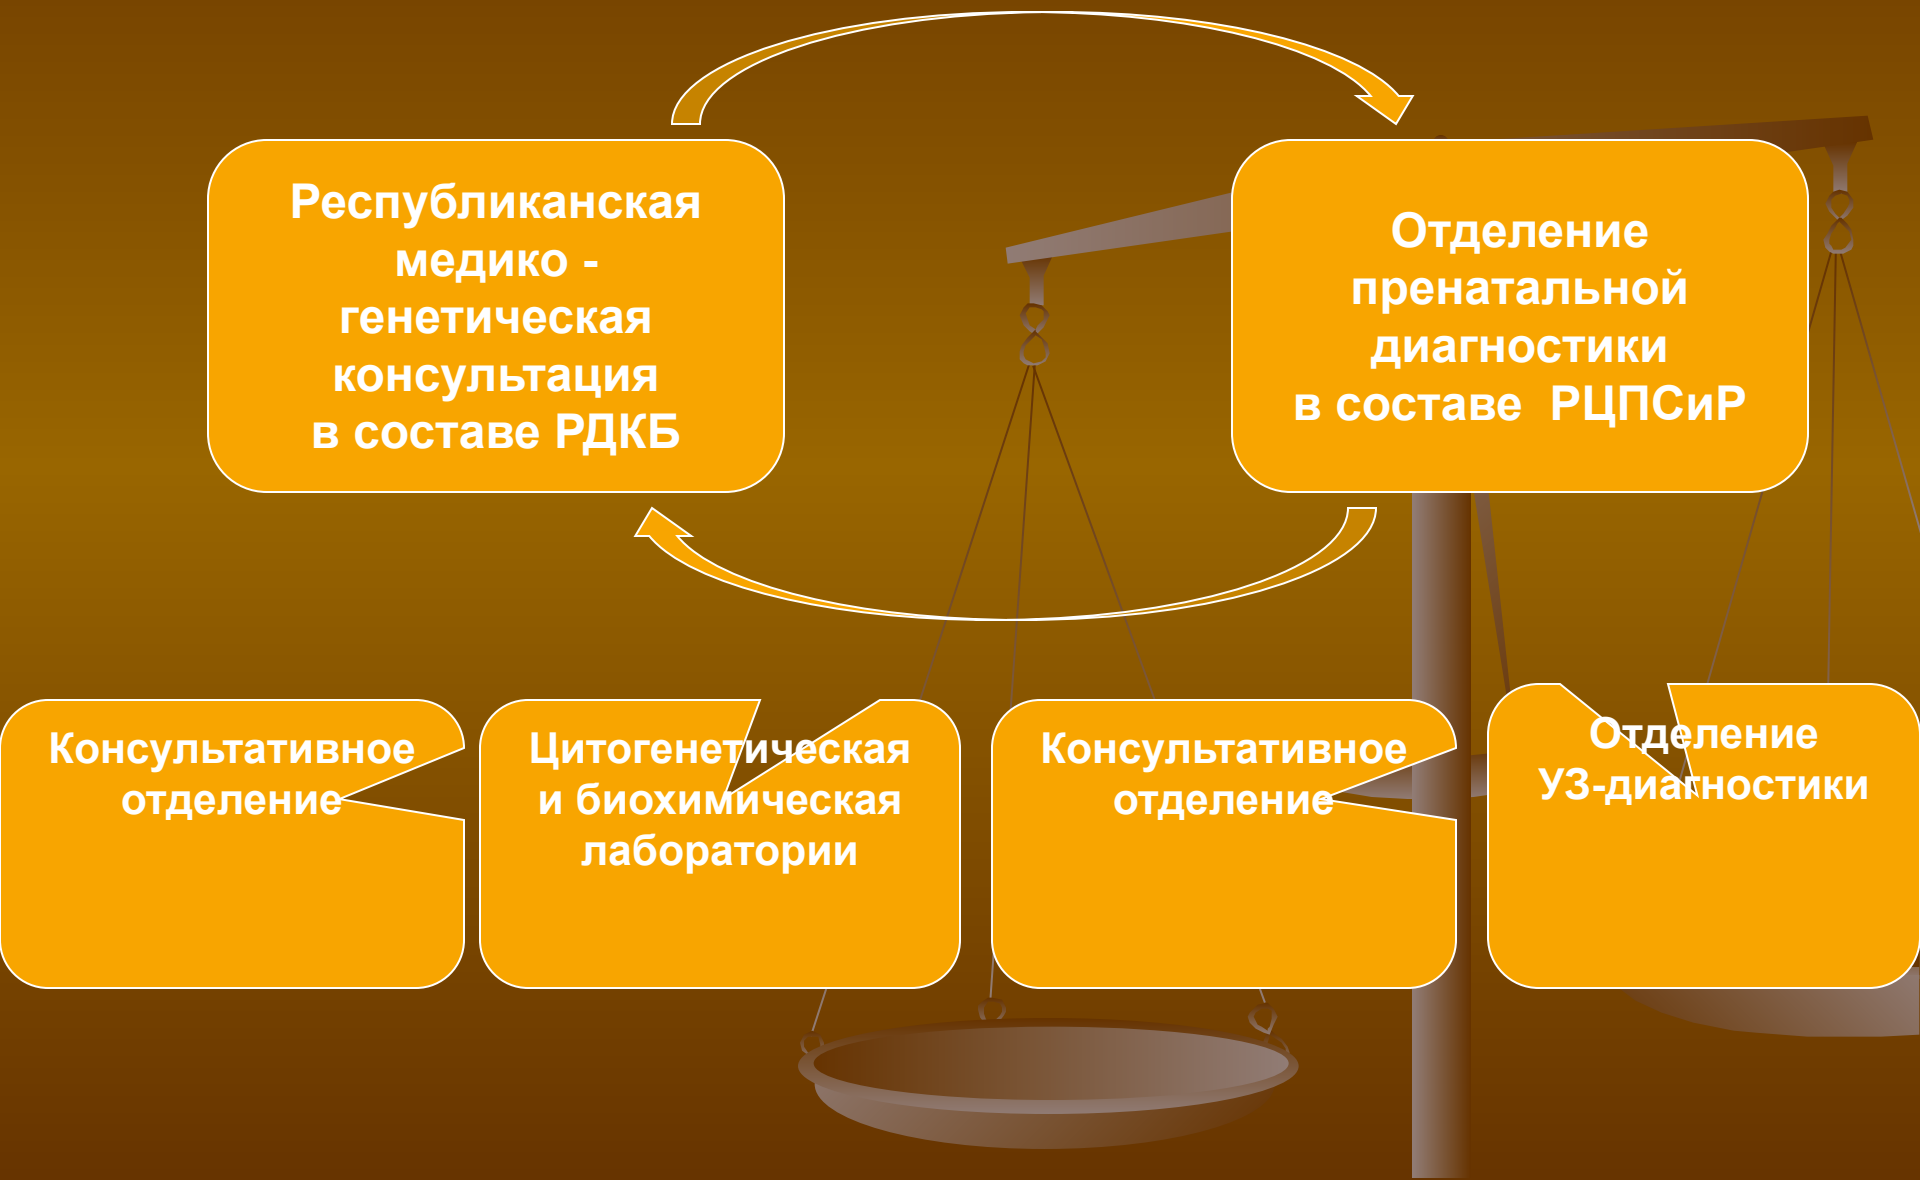 Республиканская
медико -
генетическая
консультация
в составе РДКБ
Отделение
пренатальной
диагностики
в составе  РЦПСиР
Консультативное
отделение
Цитогенетическая
и биохимическая
лаборатории
Консультативное
отделение
Отделение
УЗ-диагностики